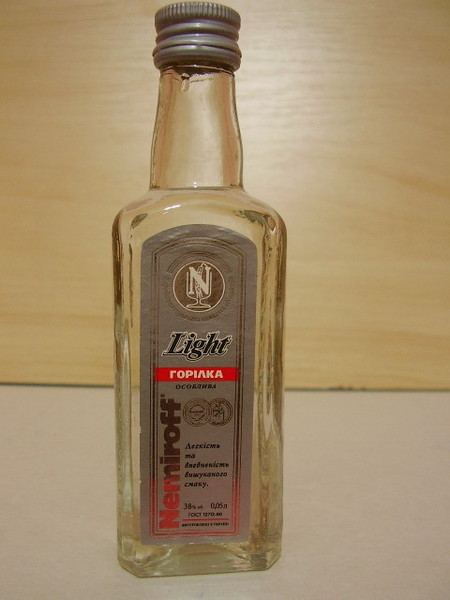 N
Light
ГОРІЛКА
ОСОБЛИВА
Nemiroff
Легкість
та
впевненість
вишуканого
смаку.
38% об. 0,05л